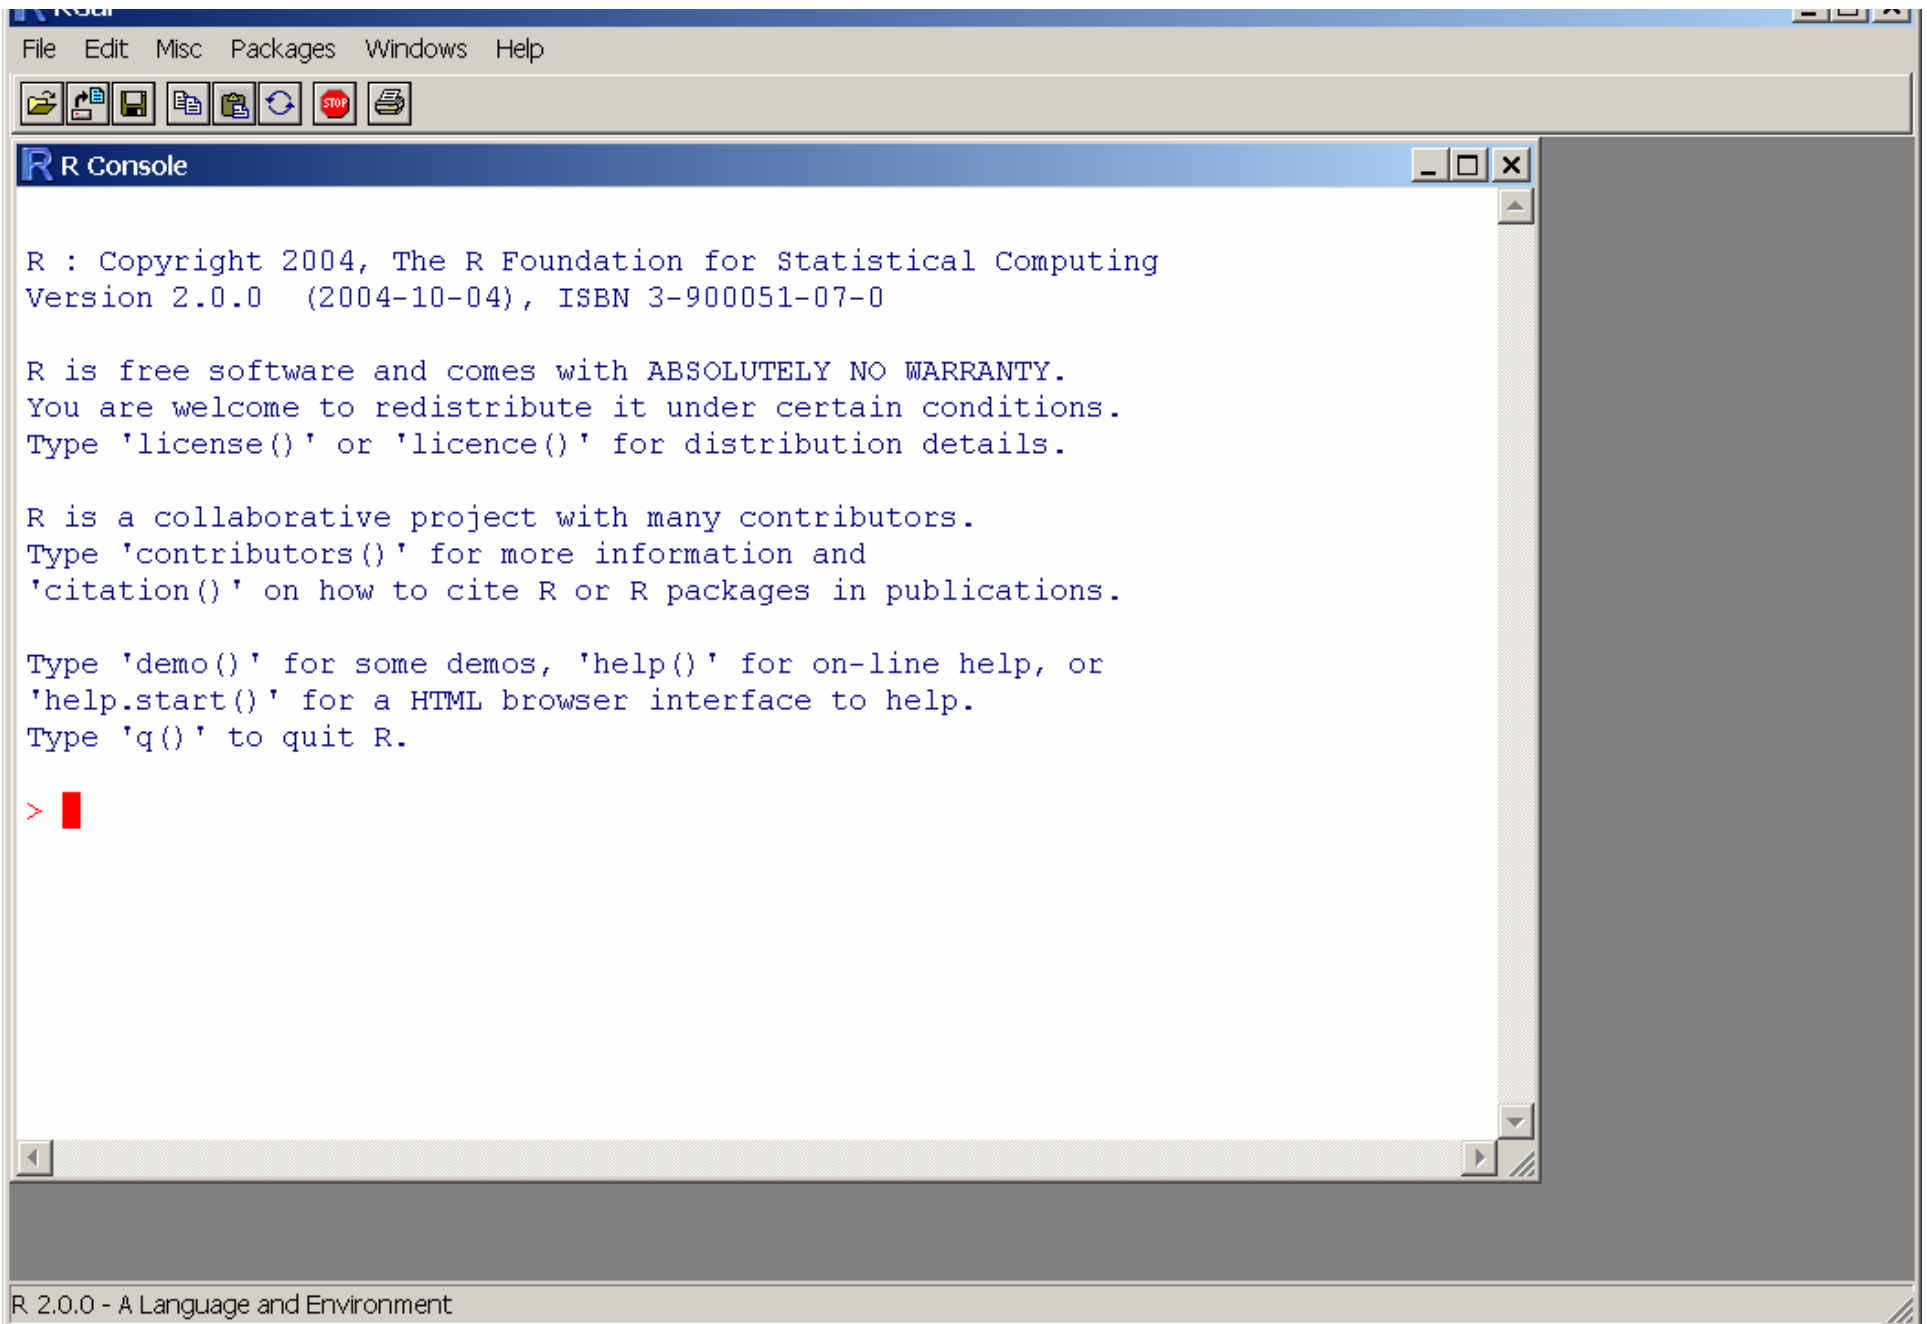 RGui
File Edit Misc Packages Windows Help
STOP
R Console
R : Copyright 2004, The R Foundation for Statistical Computing
Version 2.0.0  (2004-10-04), ISBN 3-900051-07-0
R is free software and comes with ABSOLUTELY NO WARRANTY.
You are welcome to redistribute it under certain conditions.
Type 'license()' or 'licence()' for distribution details.
R is a collaborative project with many contributors.
Type 'contributors()' for more information and
'citation()' on how to cite R or R packages in publications.
Type 'demo()' for some demos, 'help()' for on-line help, or
'help.start()' for a HTML browser interface to help.
Type 'q()' to quit R.
>
R 2.0.0 - A Language and Environment